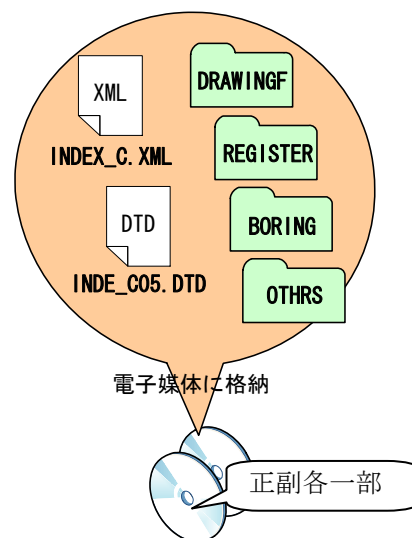 XML
INDEX_C.XML
DTD
INDE_C05.DTD
DRAWINGF
REGISTER
BORING
OTHRS
電子媒体に格納
正副各一部